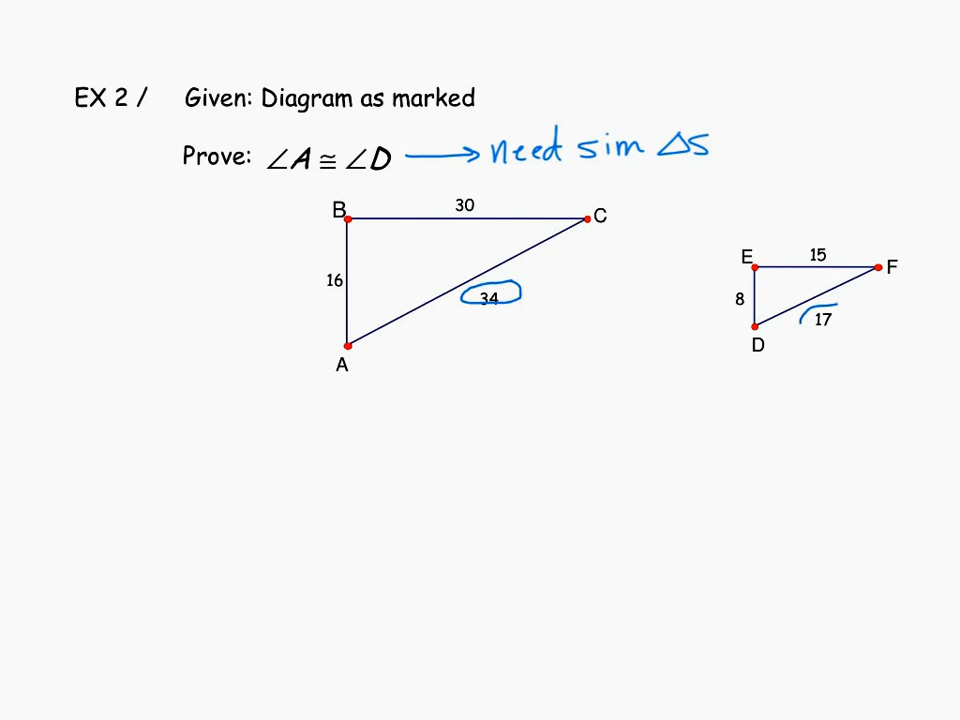 EX 2 / Given: Diagram as marked
Prove: ∠A ≅ ∠D → need sim △s
B 30 C
E 15 F
16
34
8
17
D
A